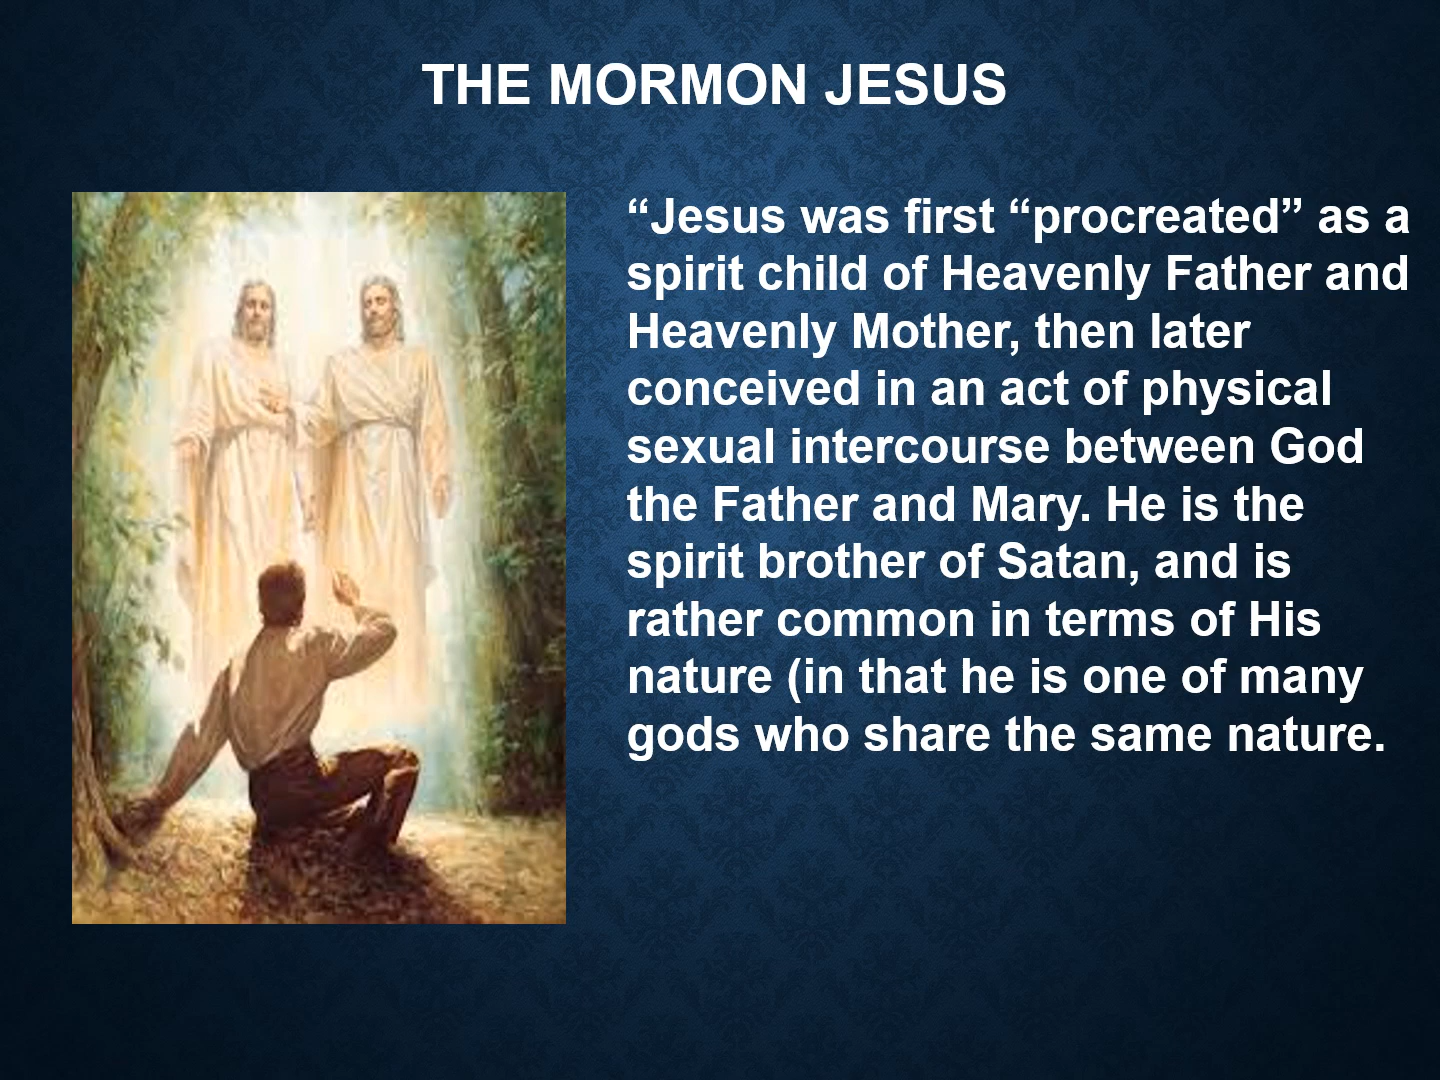 THE MORMON JESUS
“Jesus was first “procreated” as a
spirit child of Heavenly Father and
Heavenly Mother, then later
conceived in an act of physical
sexual intercourse between God
the Father and Mary. He is the
spirit brother of Satan, and is
rather common in terms of His
nature (in that he is one of many
gods who share the same nature.